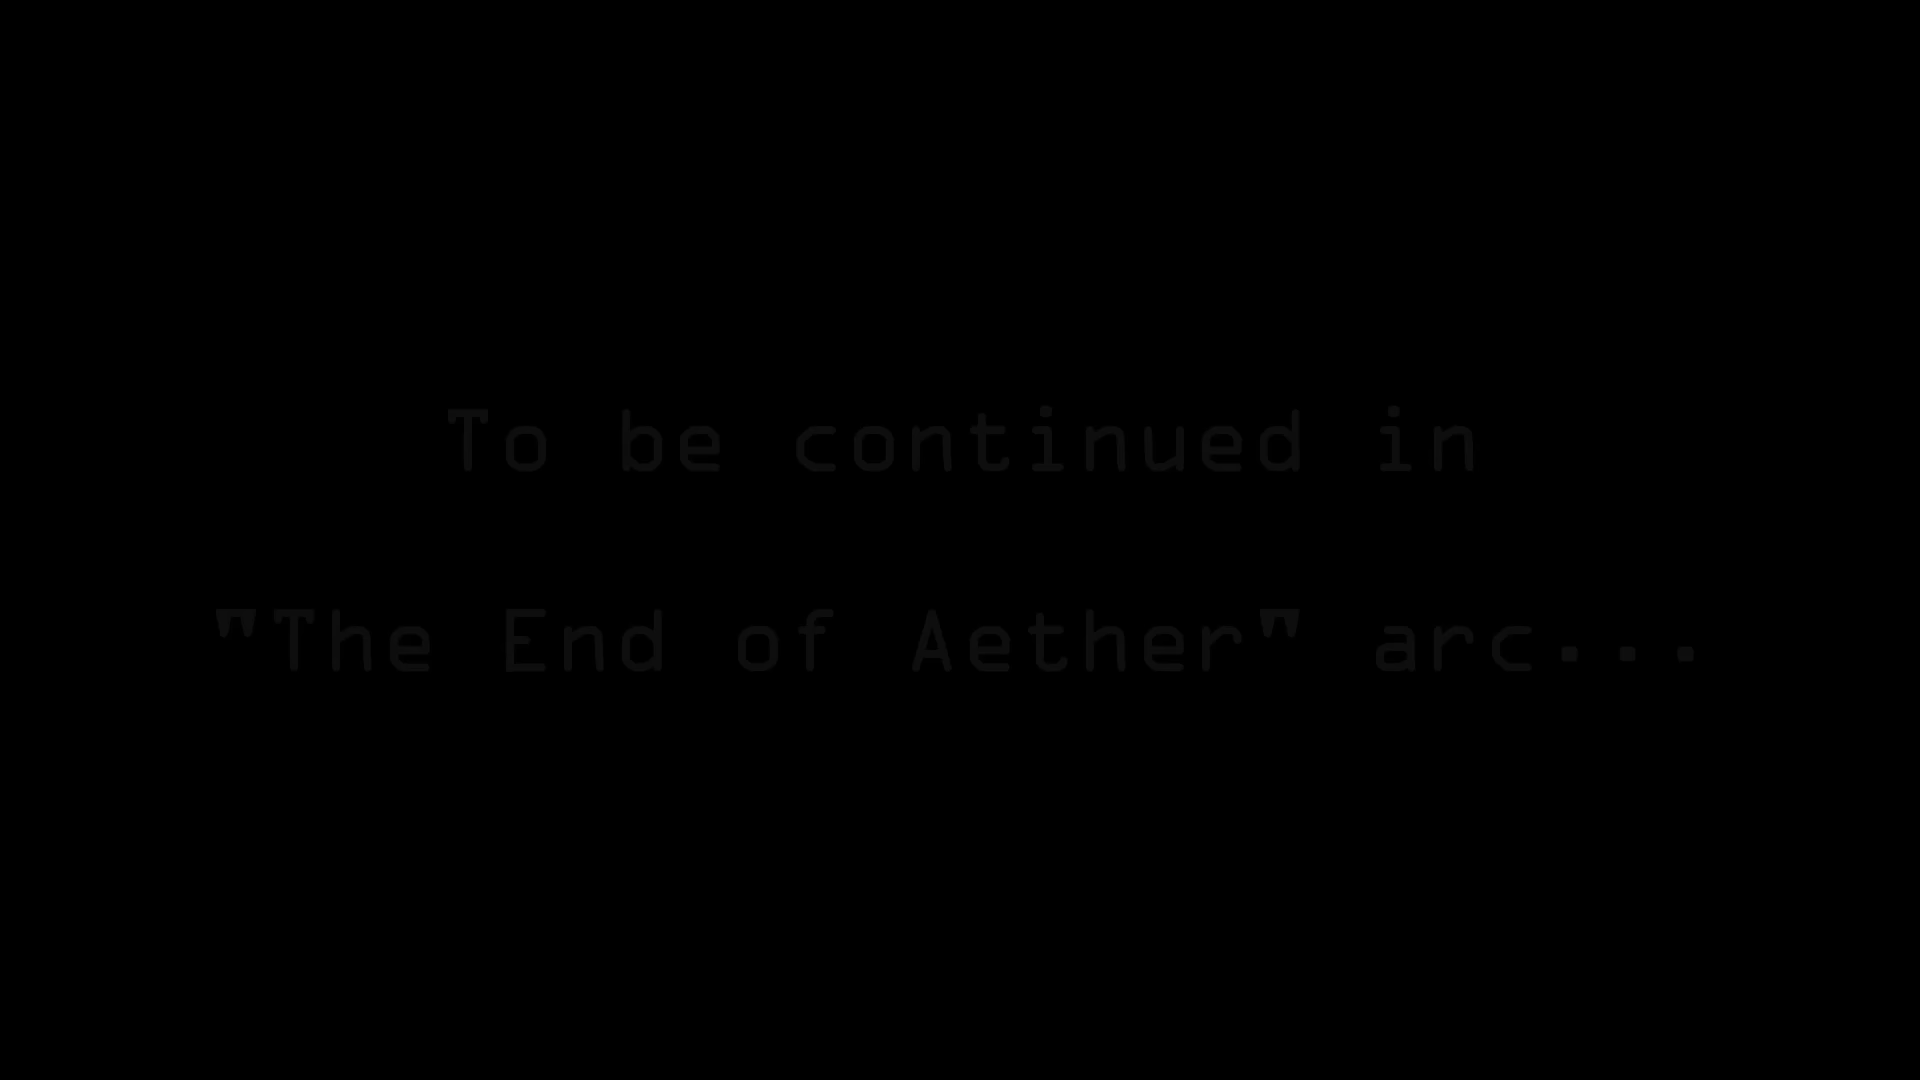 To be continued in
"The End of Aether" arc...